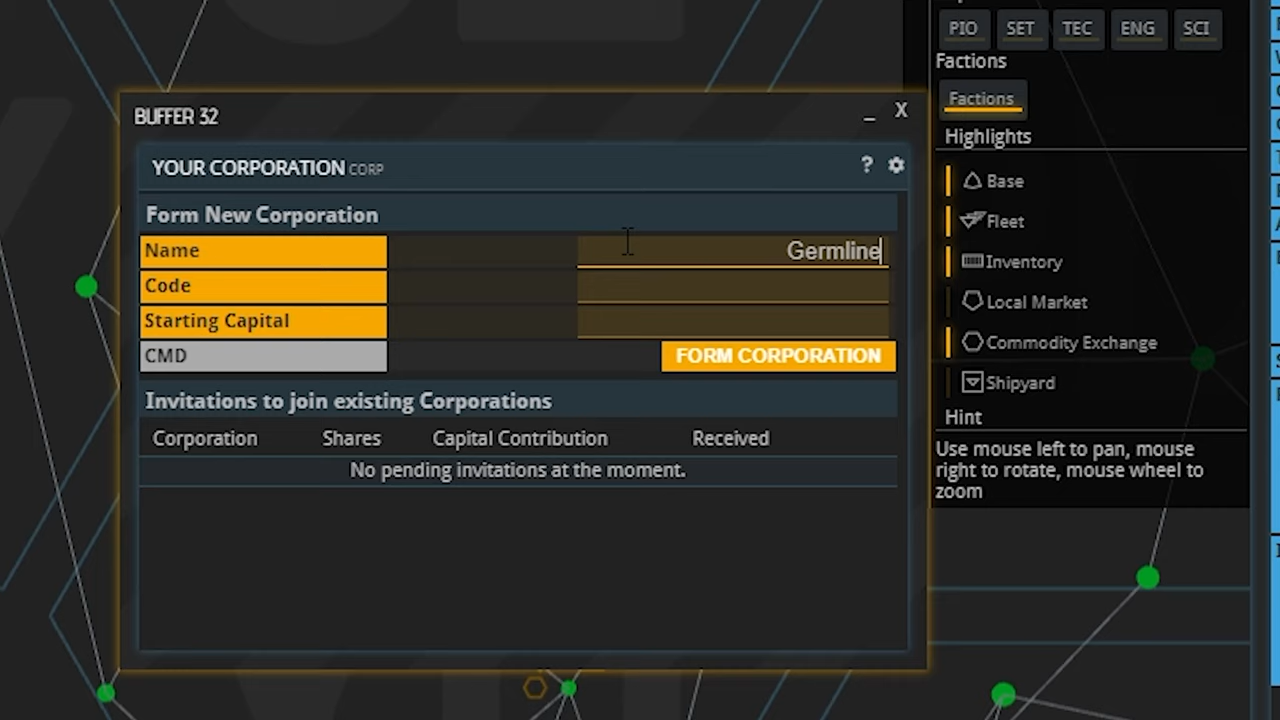 BUFFER 32
_ X
YOUR CORPORATION CORP
?
Form New Corporation
Name Germline
Code
Starting Capital
CMD FORM CORPORATION
Invitations to join existing Corporations
Corporation Shares Capital Contribution Received
No pending invitations at the moment.
PIO SET TEC ENG SCI
Factions
Factions
Highlights
Base
Fleet
Inventory
Local Market
Commodity Exchange
Shipyard
Hint
Use mouse left to pan, mouse
right to rotate, mouse wheel to
zoom